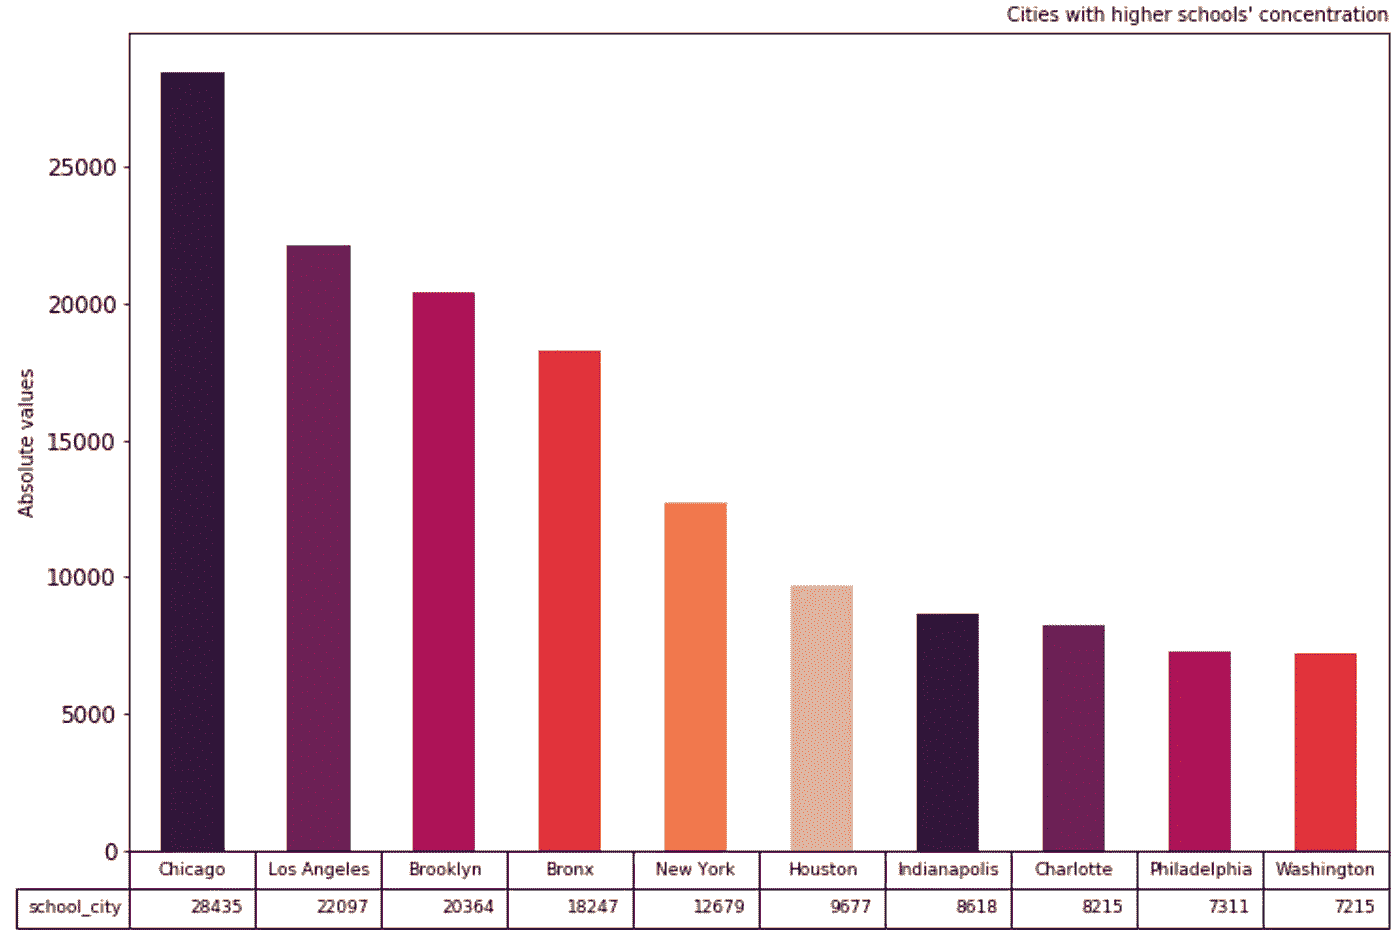 Cities with higher schools' concentration
Absolute values
25000
20000
15000
10000
5000
0
Chicago Los Angeles Brooklyn Bronx New York Houston Indianapolis Charlotte Philadelphia Washington
school_city 28435 22097 20364 18247 12679 9677 8618 8215 7311 7215